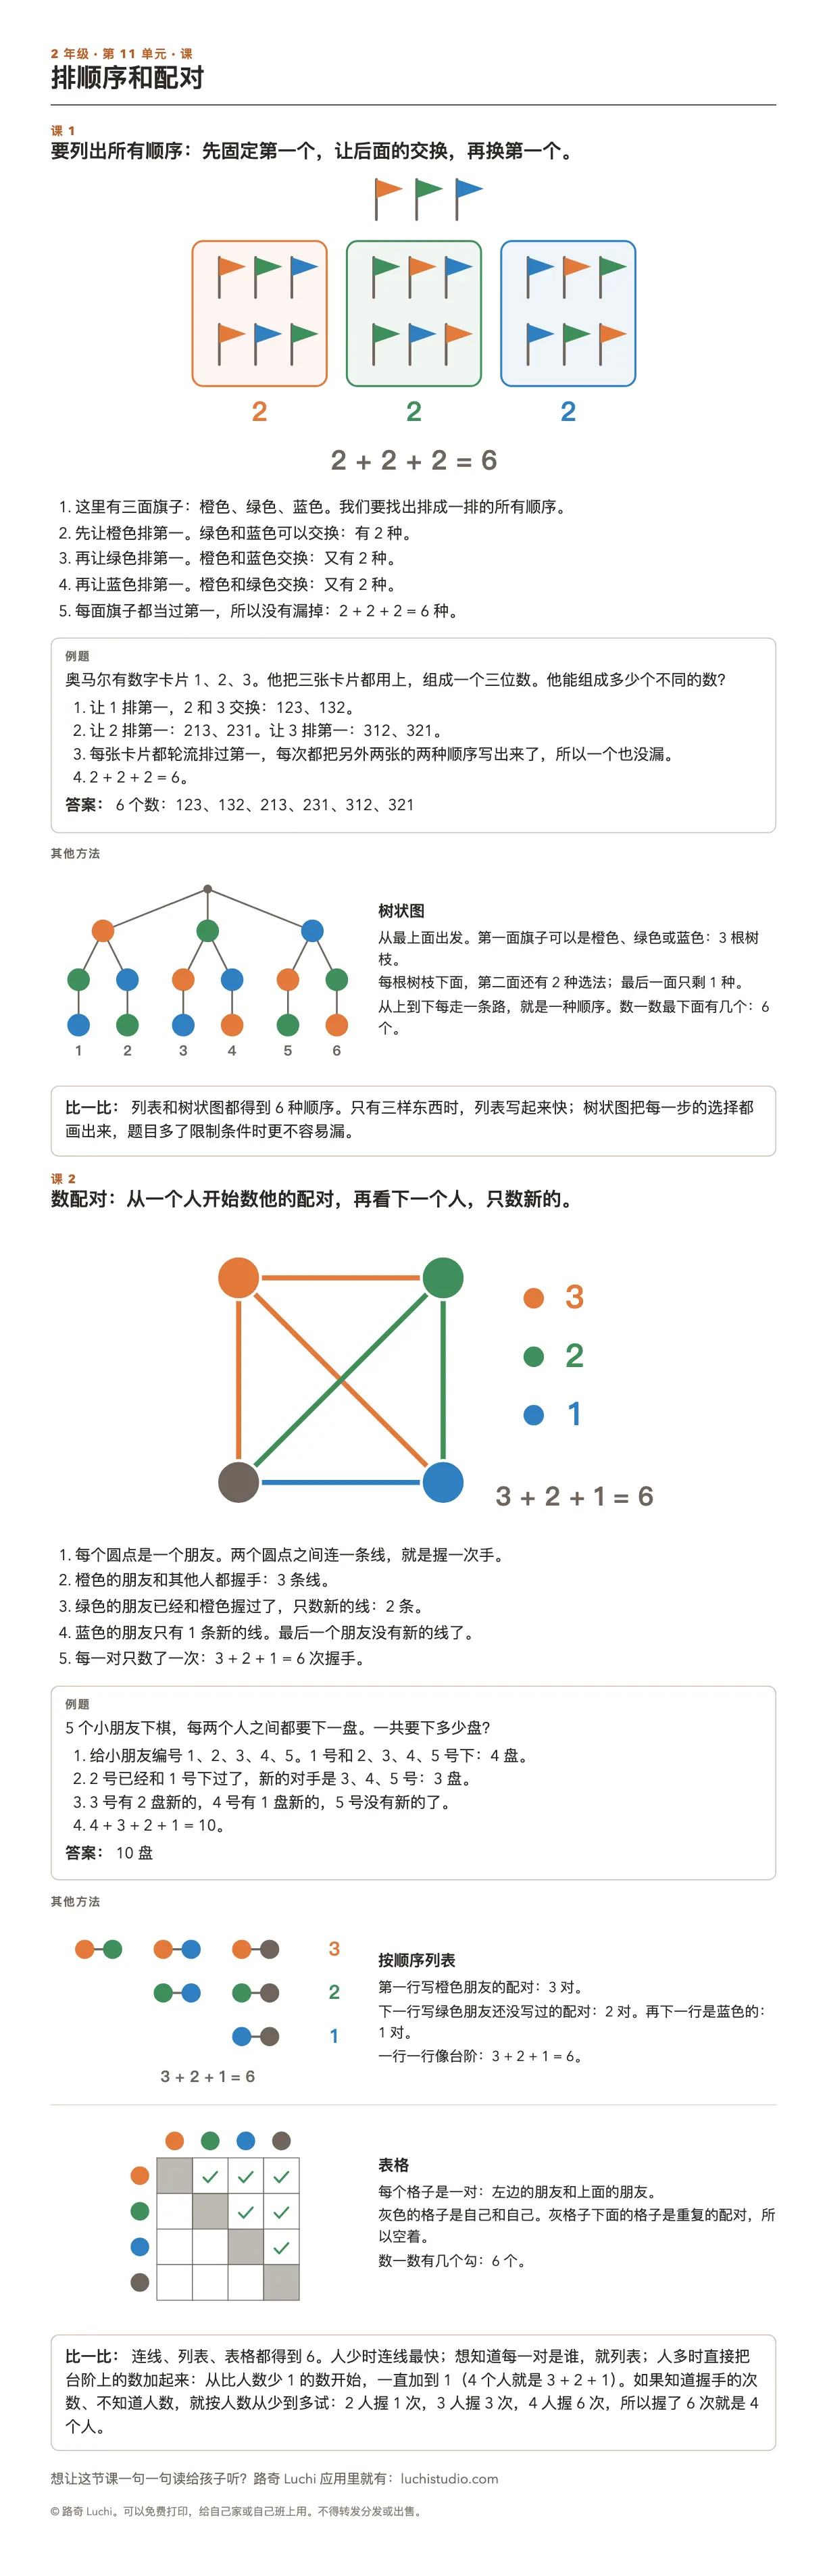 2 年级 · 第 11 单元 · 课
排顺序和配对
课 1
要列出所有顺序：先固定第一个，让后面的交换，再换第一个。
2 2 2
2 + 2 + 2 = 6
1. 这里有三面旗子：橙色、绿色、蓝色。我们要找出排成一排的所有顺序。
2. 先让橙色排第一。绿色和蓝色可以交换：有 2 种。
3. 再让绿色排第一。橙色和蓝色交换：又有 2 种。
4. 再让蓝色排第一。橙色和绿色交换：又有 2 种。
5. 每面旗子都当过第一，所以没有漏掉：2 + 2 + 2 = 6 种。
例题
奥马尔有数字卡片 1、2、3。他把三张卡片都用上，组成一个三位数。他能组成多少个不同的数？
1. 让 1 排第一，2 和 3 交换：123、132。
2. 让 2 排第一：213、231。让 3 排第一：312、321。
3. 每张卡片都轮流排过第一，每次都把另外两张的两种顺序写出来了，所以一个也没漏。
4. 2 + 2 + 2 = 6。
答案： 6 个数：123、132、213、231、312、321
其他方法
1 2 3 4 5 6
树状图
从最上面出发。第一面旗子可以是橙色、绿色或蓝色：3 根树
枝。
每根树枝下面，第二面还有 2 种选法；最后一面只剩 1 种。
从上到下每走一条路，就是一种顺序。数一数最下面有几个：6
个。
比一比： 列表和树状图都得到 6 种顺序。只有三样东西时，列表写起来快；树状图把每一步的选择都
画出来，题目多了限制条件时更不容易漏。
课 2
数配对：从一个人开始数他的配对，再看下一个人，只数新的。
3
2
1
3 + 2 + 1 = 6
1. 每个圆点是一个朋友。两个圆点之间连一条线，就是握一次手。
2. 橙色的朋友和其他人都握手：3 条线。
3. 绿色的朋友已经和橙色握过了，只数新的线：2 条。
4. 蓝色的朋友只有 1 条新的线。最后一个朋友没有新的线了。
5. 每一对只数了一次：3 + 2 + 1 = 6 次握手。
例题
5 个小朋友下棋，每两个人之间都要下一盘。一共要下多少盘？
1. 给小朋友编号 1、2、3、4、5。1 号和 2、3、4、5 号下：4 盘。
2. 2 号已经和 1 号下过了，新的对手是 3、4、5 号：3 盘。
3. 3 号有 2 盘新的，4 号有 1 盘新的，5 号没有新的了。
4. 4 + 3 + 2 + 1 = 10。
答案： 10 盘
其他方法
3
2
1
3 + 2 + 1 = 6
按顺序列表
第一行写橙色朋友的配对：3 对。
下一行写绿色朋友还没写过的配对：2 对。再下一行是蓝色的：
1 对。
一行一行像台阶：3 + 2 + 1 = 6。
表格
每个格子是一对：左边的朋友和上面的朋友。
灰色的格子是自己和自己。灰格子下面的格子是重复的配对，所
以空着。
数一数有几个勾：6 个。
比一比： 连线、列表、表格都得到 6。人少时连线最快；想知道每一对是谁，就列表；人多时直接把
台阶上的数加起来：从比人数少 1 的数开始，一直加到 1（4 个人就是 3 + 2 + 1）。如果知道握手的次
数、不知道人数，就按人数从少到多试：2 人握 1 次，3 人握 3 次，4 人握 6 次，所以握了 6 次就是 4
个人。
想让这节课一句一句读给孩子听？路奇 Luchi 应用里就有：luchistudio.com
© 路奇 Luchi。可以免费打印，给自己家或自己班上用。不得转发分发或出售。